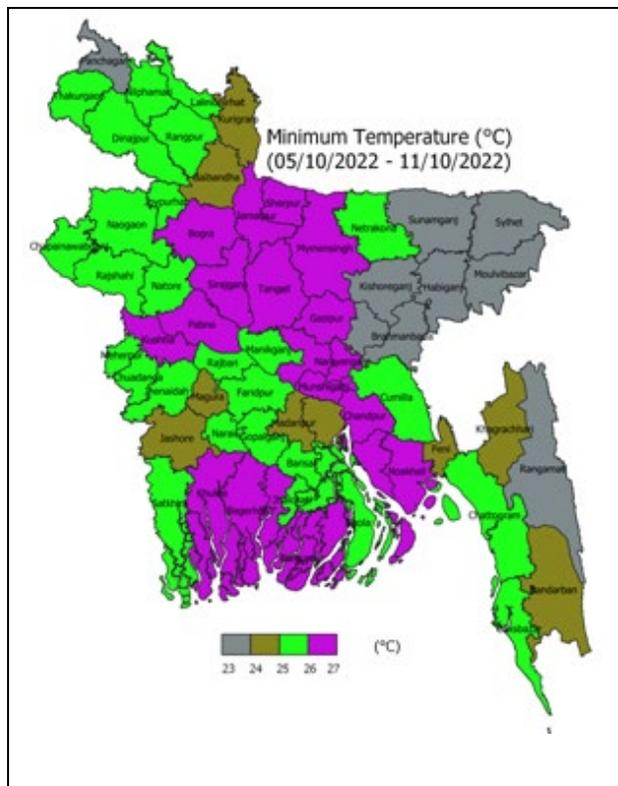 Panchagarh
Thakurgaon
Nilphamari
Lalmonirhat
Kurigram
Dinajpur
Rangpur
Minimum Temperature (°C)
(05/10/2022 - 11/10/2022)
Gaibandha
Joypurhat
Sherpur
Jamalpur
Netrakona
Sunamganj
Sylhet
Naogaon
Bogra
Mymensingh
Chapainawabganj
Moulvibazar
Rajshahi
Natore
Sirajganj
Tangail
Kishoreganj
Habiganj
Gazipur
Pabna
Kushtia
Brahmanbaria
Meherpur
Rajbari
Manikganj
Narayanganj
Chuadanga
Jhenaidah
Magura
Faridpur
Munshiganj
Cumilla
Chandpur
Madaripur
Khagrachhari
Jashore
Narail
Gopalganj
Feni
Noakhali
Rangamati
Barisal
Satkhira
Khulna
Bagerhat
Bhola
Chattogram
Bandarban
Coxsbazar
(°C)
23 24 25 26 27